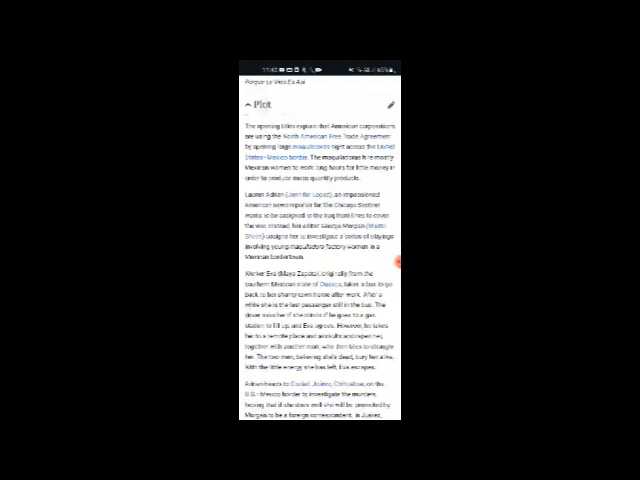 11:42
65%
Porque La Vida Es Asi
Plot
The opening titles explain that American corporations
are using the North American Free Trade Agreement
by opening large maquiladoras right across the United
States–Mexico border. The maquiladoras hire mostly
Mexican women to work long hours for little money in
order to produce mass quantity products.
Lauren Adrian (Jennifer Lopez), an impassioned
American news reporter for the Chicago Sentinel
wants to be assigned to the Iraq front lines to cover
the war. Instead, her editor George Morgan (Martin
Sheen) assigns her to investigate a series of slayings
involving young maquiladora factory women in a
Mexican bordertown.
Worker Eva (Maya Zapata), originally from the
southern Mexican state of Oaxaca, takes a bus to go
back to her shanty town home after work. After a
while she is the last passenger still in the bus. The
driver asks her if she minds if he goes to a gas
station to fill up, and Eva agrees. However, he takes
her to a remote place and assaults and rapes her,
together with another man, who then tries to strangle
her. The two men, believing she's dead, bury her alive.
With the little energy she has left, Eva escapes.
Adrian heads to Ciudad Juárez, Chihuahua, on the
U.S.–Mexico border to investigate the murders,
hoping that if she does well she will be promoted by
Morgan to be a foreign correspondent. In Juárez,